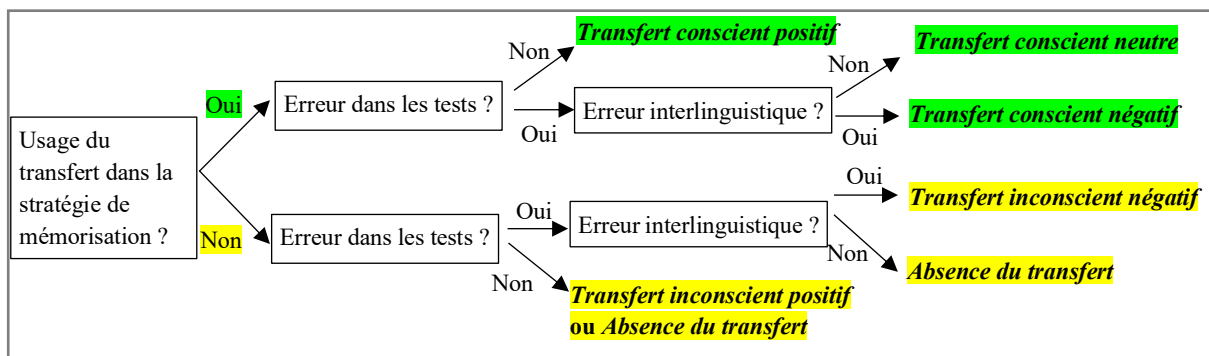 Transfert conscient positif
Transfert conscient neutre
Non
Non
Oui
Erreur dans les tests ?
Erreur interlinguistique ?
Oui
Oui
Transfert conscient négatif
Usage du
transfert dans la
stratégie de
mémorisation ?
Oui
Transfert inconscient négatif
Non
Erreur dans les tests ?
Oui
Erreur interlinguistique ?
Non
Absence du transfert
Non
Transfert inconscient positif
ou Absence du transfert